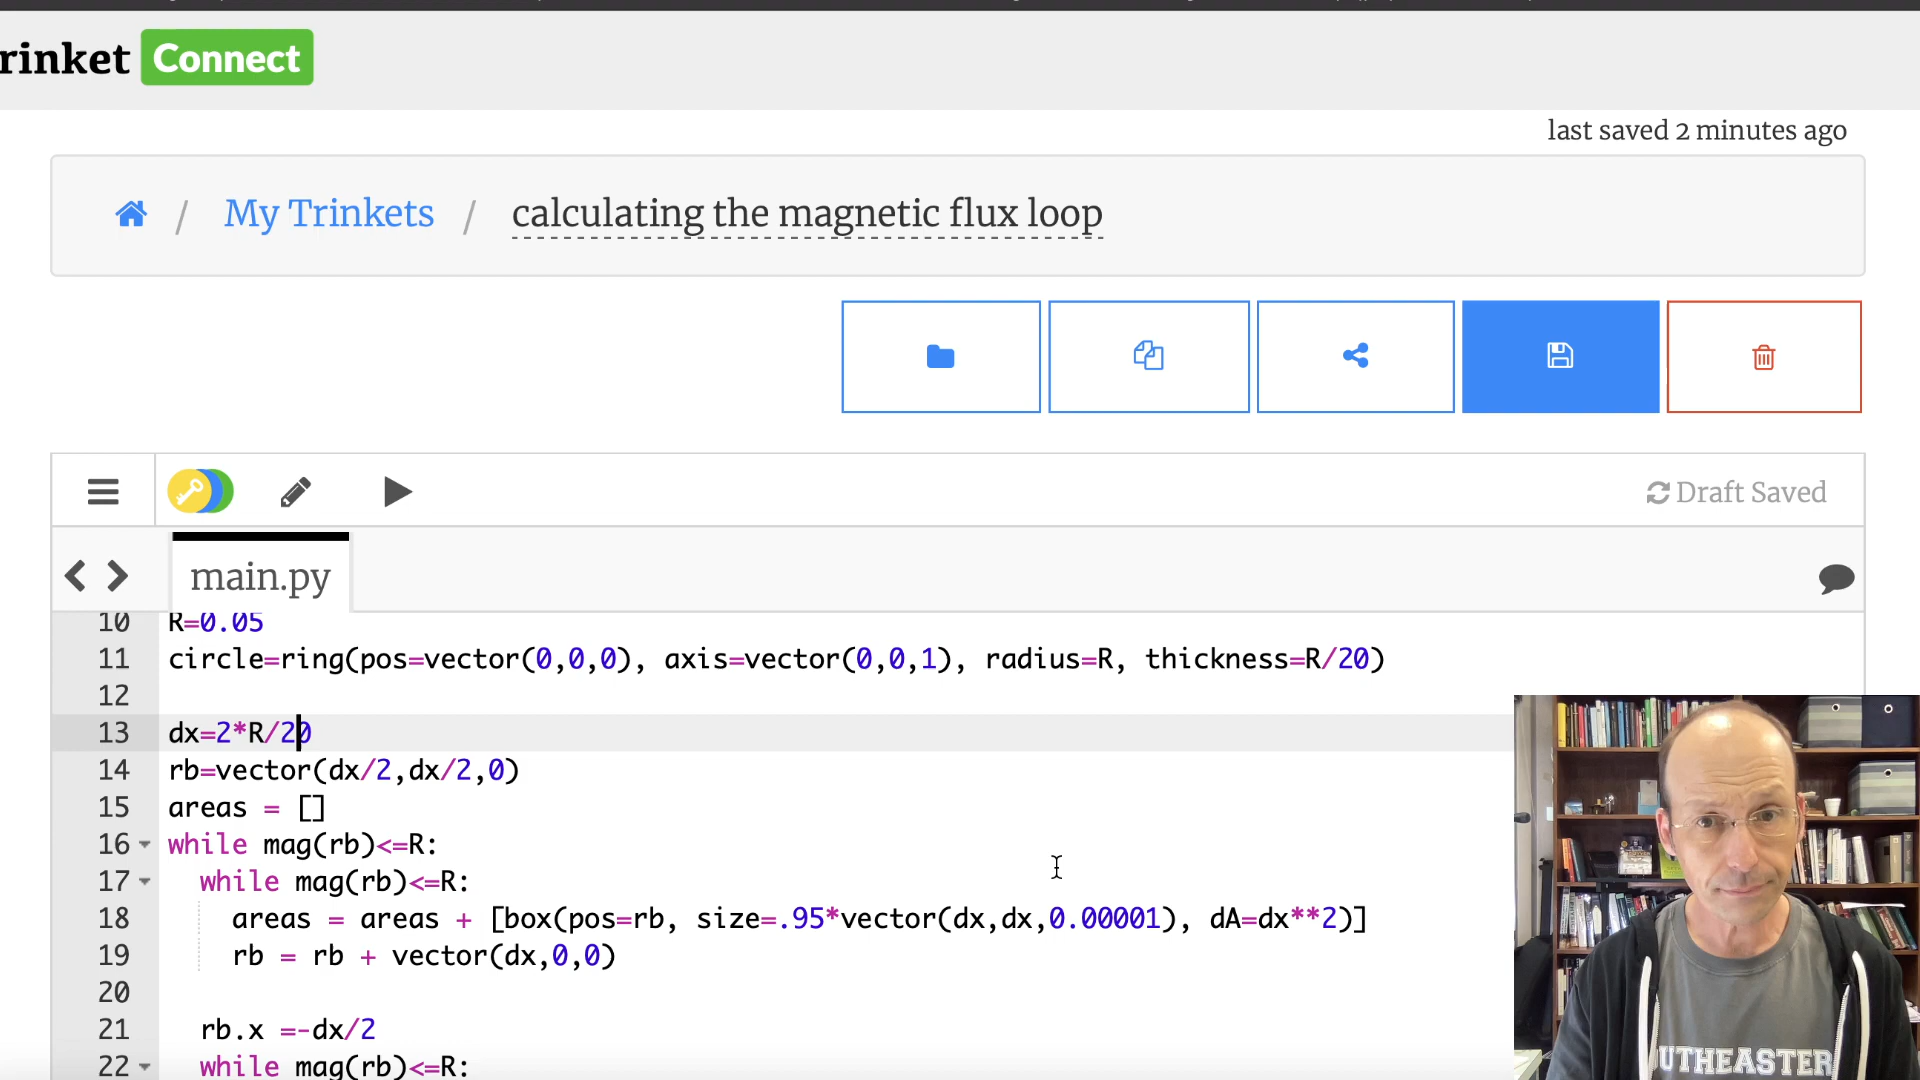 rinket Connect
last saved 2 minutes ago
/ My Trinkets / calculating the magnetic flux loop
Draft Saved
main.py
10 R=0.05
11 circle=ring(pos=vector(0,0,0), axis=vector(0,0,1), radius=R, thickness=R/20)
12
13 dx=2*R/20
14 rb=vector(dx/2,dx/2,0)
15 areas = []
16 while mag(rb)<=R:
17 while mag(rb)<=R:
18 areas = areas + [box(pos=rb, size=.95*vector(dx,dx,0.00001), dA=dx**2)]
19 rb = rb + vector(dx,0,0)
20
21 rb.x =-dx/2
22 while mag(rb)<=R:
UTHEASTER